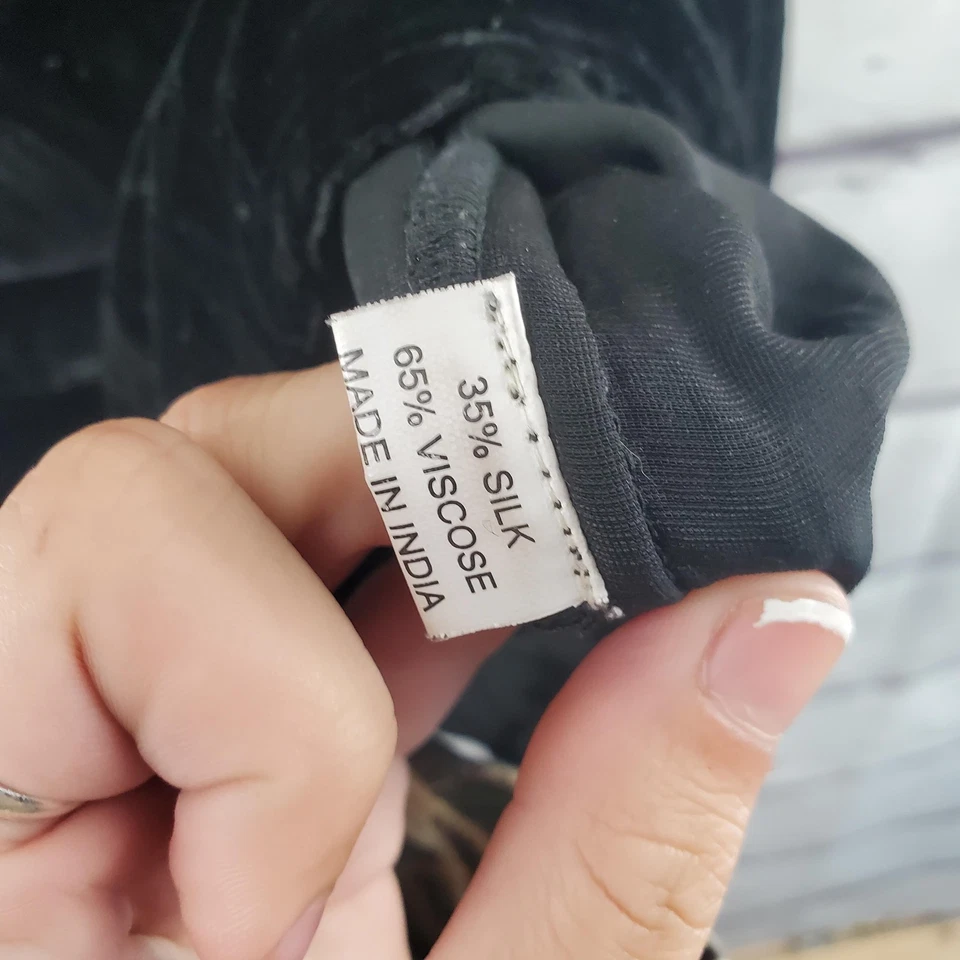 35% SILK
65% VISCOSE
MADE IN INDIA